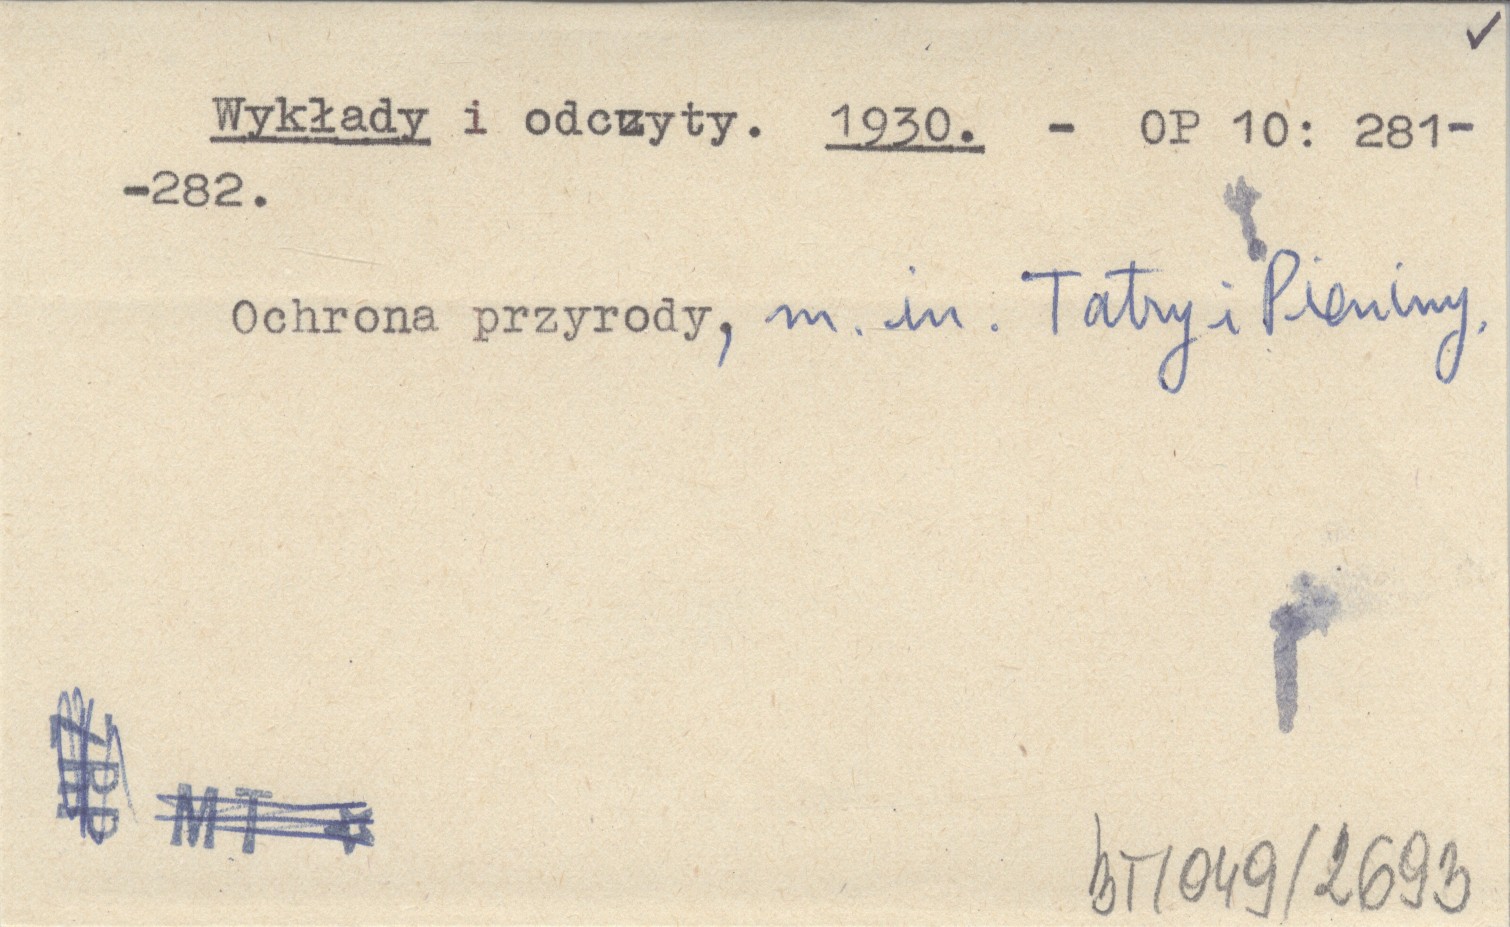 ✓
Wykłady i odczyty. 1930. - OP 10: 281-
-282.
Ochrona przyrody, m. in. Tatry i Pieniny.
MT
BT/049/2693